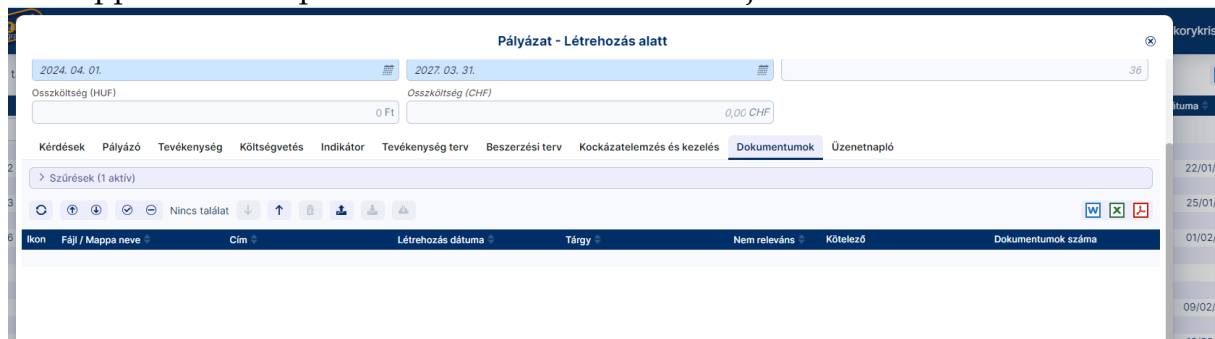 Pályázat - Létrehozás alatt
korykris
2024. 04. 01.
2027. 03. 31.
36
Összköltség (HUF)
Összköltség (CHF)
0 Ft
0,00 CHF
Kérdések Pályázó Tevékenység Költségvetés Indikátor Tevékenység terv Beszerzési terv Kockázatelemzés és kezelés Dokumentumok Üzenetnapló
> Szűrések (1 aktív)
Nincs találat
Ikon Fájl / Mappa neve Cím Létrehozás dátuma Tárgy Nem releváns Kötelező Dokumentumok száma
22/01/
25/01/
01/02/
09/02/